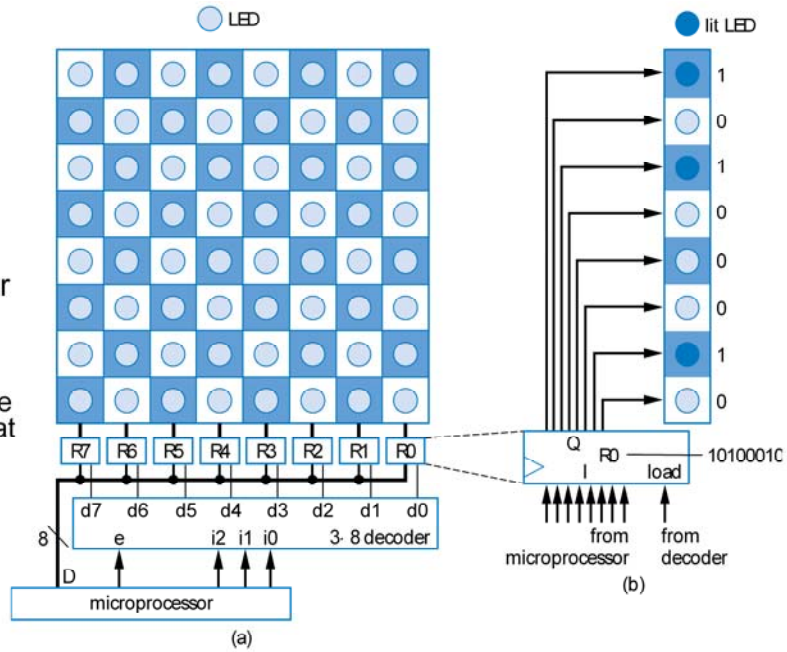 LED
lit LED
1
0
1
0
0
0
1
0
r
e
at
R7 R6 R5 R4 R3 R2 R1 R0
d7 d6 d5 d4 d3 d2 d1 d0
e i2 i1 i0 3- 8 decoder
8
D
microprocessor
(a)
Q
R0
10100010
I
load
from
microprocessor
from
decoder
(b)